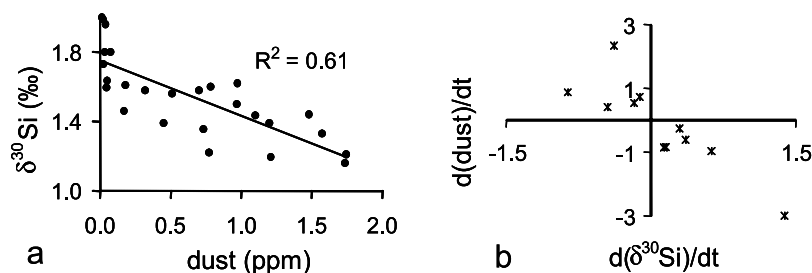 1.8
1.4
1.0
δ³⁰Si (‰)
R² = 0.61
0.0 0.5 1.0 1.5 2.0
dust (ppm)
a
3
1
-1
-3
d(dust)/dt
-1.5 1.5
d(δ³⁰Si)/dt
b